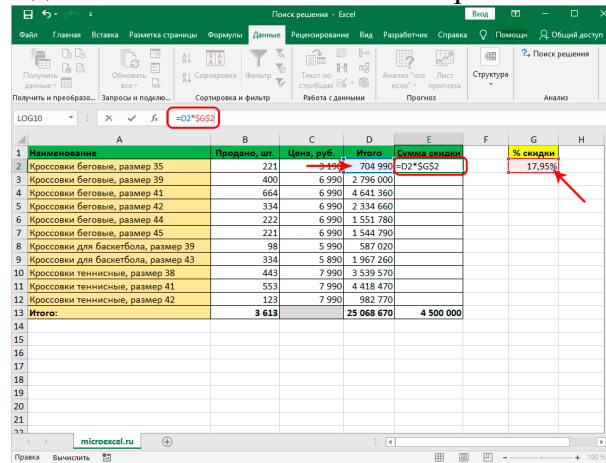 Поиск решения - Excel Вход
Файл Главная Вставка Разметка страницы Формулы Данные Рецензирование Вид Разработчик Справка Помощн Общий доступ
Получить данные Обновить все Сортировка Фильтр Текст по столбцам Анализ "что если" Лист прогноза Структура Поиск решения
Получить и преобразо... Запросы и подклю... Сортировка и фильтр Работа с данными Прогноз Анализ
LOG10 fx =D2*$G$2
A B C D E F G H
1 Наименование Продано, шт. Цена, руб. Итого Сумма скидки % скидки
2 Кроссовки беговые, размер 35 221 3 190 704 990 =D2*$G$2 17,95%
3 Кроссовки беговые, размер 39 400 6 990 2 796 000
4 Кроссовки беговые, размер 41 664 6 990 4 641 360
5 Кроссовки беговые, размер 42 334 6 990 2 334 660
6 Кроссовки беговые, размер 44 222 6 990 1 551 780
7 Кроссовки беговые, размер 45 221 6 990 1 544 790
8 Кроссовки для баскетбола, размер 39 98 5 990 587 020
9 Кроссовки для баскетбола, размер 43 334 5 890 1 967 260
10 Кроссовки теннисные, размер 38 443 7 990 3 539 570
11 Кроссовки теннисные, размер 41 553 7 990 4 418 470
12 Кроссовки теннисные, размер 42 123 7 990 982 770
13 Итого: 3 613 25 068 670 4 500 000
14
15
16
17
18
19
20
21
22
microexcel.ru
Правка Вычислить 100 %